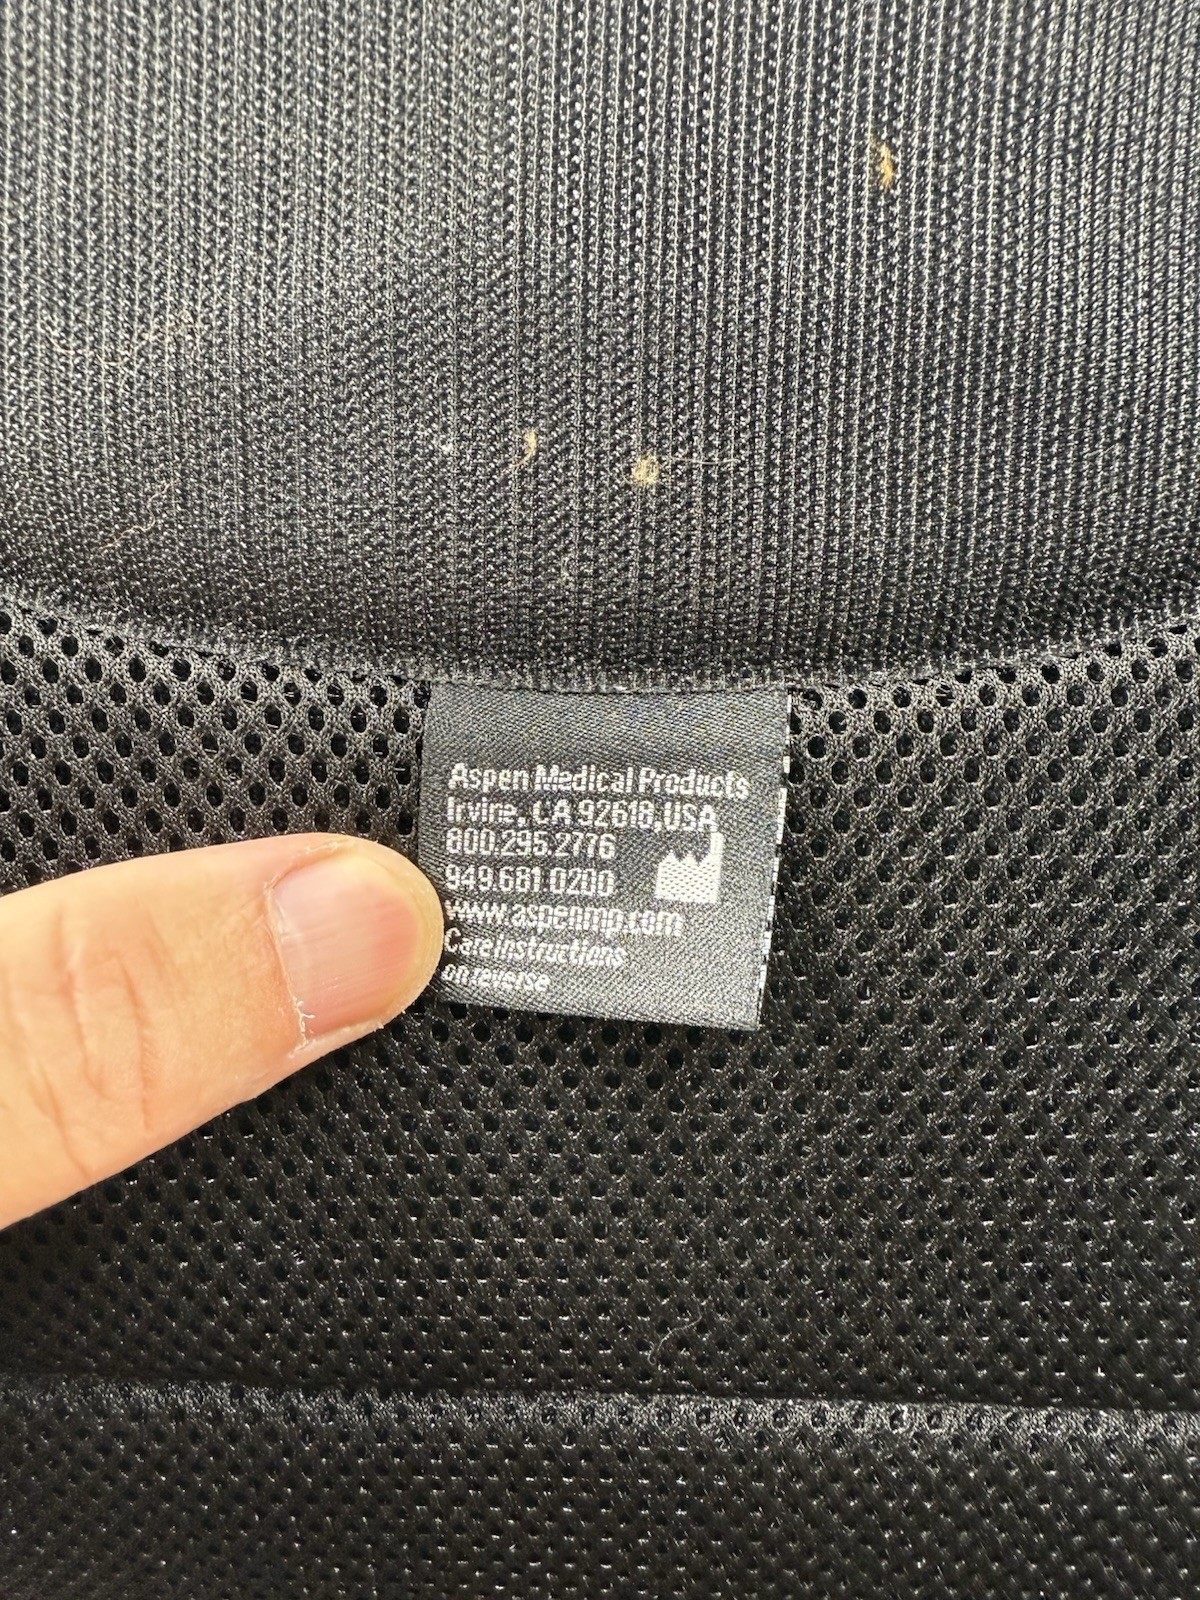 Aspen Medical Products
Irvine, CA 92618, USA
800.295.2776
949.681.0200
www.aspenmp.com
Care instructions
on reverse